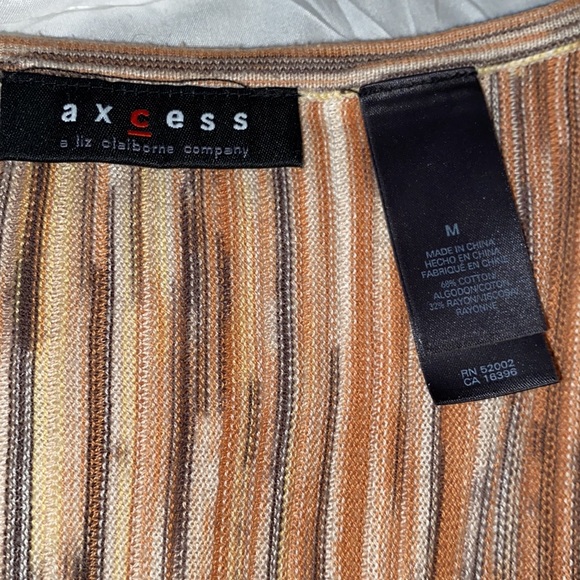 axcess
a liz claiborne company
M
MADE IN CHINA
HECHO EN CHINA
FABRIQUÉ EN CHINE
68% COTTON/
ALGODON/COTON
32% RAYON/VISCOSA/
RAYONNE
RN 52002
CA 16396